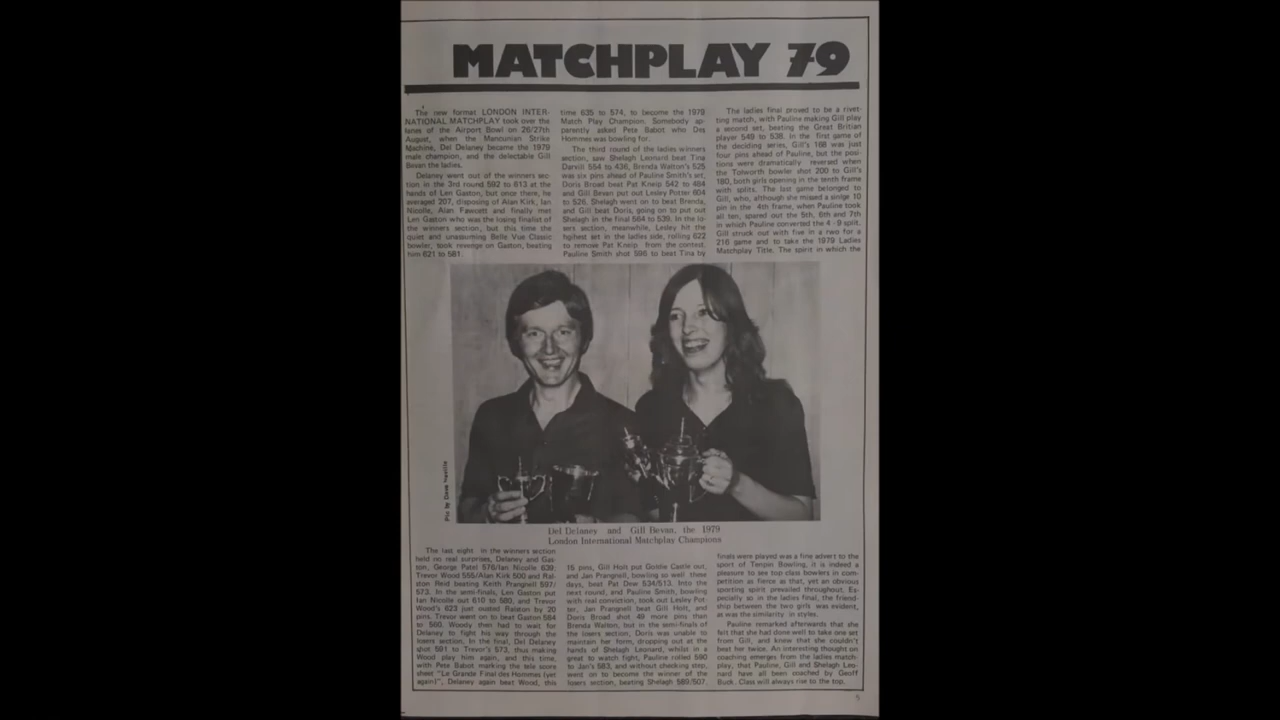 MATCHPLAY 79
The new format LONDON INTER-
NATIONAL MATCHPLAY took over the
lanes of the Airport Bowl on 26/27th
August, when the Mancunian Strike
Machine, Del Delaney became the 1979
male champion, and the delectable Gill
Bevan the ladies.
Delaney went out of the winners sec-
tion in the 3rd round 592 to 613 at the
hands of Len Gaston, but once there, he
averaged 207, disposing of Alan Kirk, Ian
Nicolle, Alan Fawcett and finally met
Len Gaston who was the losing finalist of
the winners section, but this time the
quiet and unassuming Belle Vue Classic
bowler, took revenge on Gaston, beating
him 621 to 581.
time 635 to 574, to become the 1979
Match Play Champion. Somebody ap-
parently asked Pete Babot who Des
Hommes was bowling for.
The third round of the ladies winners
section, saw Shelagh Leonard beat Tina
Darvill 554 to 436, Brenda Walton's 525
was six pins ahead of Pauline Smith's set,
Doris Broad beat Pat Kneip 542 to 484
and Gill Bevan put out Lesley Potter 604
to 526. Shelagh went on to beat Brenda,
and Gill beat Doris, going on to put out
Shelagh in the final 564 to 539. In the lo-
sers section, meanwhile, Lesley hit the
highest set in the ladies side, rolling 622
to remove Pat Kneip from the contest.
Pauline Smith shot 596 to beat Tina by
The ladies final proved to be a rivet-
ting match, with Pauline making Gill play
a second set, beating the Great Britian
player 549 to 538. In the first game of
the deciding series, Gill's 188 was just
four pins ahead of Pauline, but the posi-
tions were dramatically reversed when
the Tolworth bowler shot 200 to Gill's
180, both girls opening in the tenth frame
with splits. The last game belonged to
Gill, who, although she missed a sinlge 10
pin in the 4th frame, when Pauline took
all ten, spared out the 5th, 6th and 7th
in which Pauline converted the 4 - 9 split.
Gill struck out with five in a row for a
216 game and to take the 1979 Ladies
Matchplay Title. The spirit in which the
Pic by Dave Neville
Del Delaney and Gill Bevan, the 1979
London International Matchplay Champions
The last eight in the winners section
held no real surprises, Delaney and Gas-
ton, George Patel 576/Ian Nicolle 639,
Trevor Wood 555/Alan Kirk 500 and Ral-
ston Reid beating Keith Prangnell 597/
573. In the semi-finals, Len Gaston put
Ian Nicolle out 610 to 580, and Trevor
Wood's 623 just ousted Ralston by 20
pins. Trevor went on to beat Gaston 584
to 560. Woody then had to wait for
Delaney to fight his way through the
losers section. In the final, Del Delaney
shot 591 to Trevor's 573, thus making
Wood play him again, and this time,
with Pete Babot marking the tele score
sheet "Le Grande Final des Hommes (yet
again)", Delaney again beat Wood, this
15 pins, Gill Holt put Goldie Castle out,
and Jan Prangnell, bowling so well these
days, beat Pat Dew 534/513. Into the
next round, and Pauline Smith, bowling
with real conviction, took out Lesley Pot-
ter, Jan Prangnell beat Gill Holt, and
Doris Broad shot 49 more pins than
Brenda Walton, but in the semi-finals of
the losers section, Doris was unable to
maintain her form, dropping out at the
hands of Shelagh Leonard, whilst in a
great to watch fight, Pauline rolled 590
to Jan's 583, and without checking step,
went on to become the winner of the
losers section, beating Shelagh 589/507.
finals were played was a fine advert to the
sport of Tenpin Bowling, it is indeed a
pleasure to see top class bowlers in com-
petition as fierce as that, yet an obvious
sporting spirit prevailed throughout. Es-
pecially so in the ladies final, the friend-
ship between the two girls was evident,
as was the similarity in styles.
Pauline remarked afterwards that she
felt that she had done well to take one set
from Gill, and knew that she couldn't
beat her twice. An interesting thought on
coaching emerges from the ladies match-
play, that Pauline, Gill and Shelagh Leo-
nard have all been coached by Geoff
Buck. Class will always rise to the top.
5